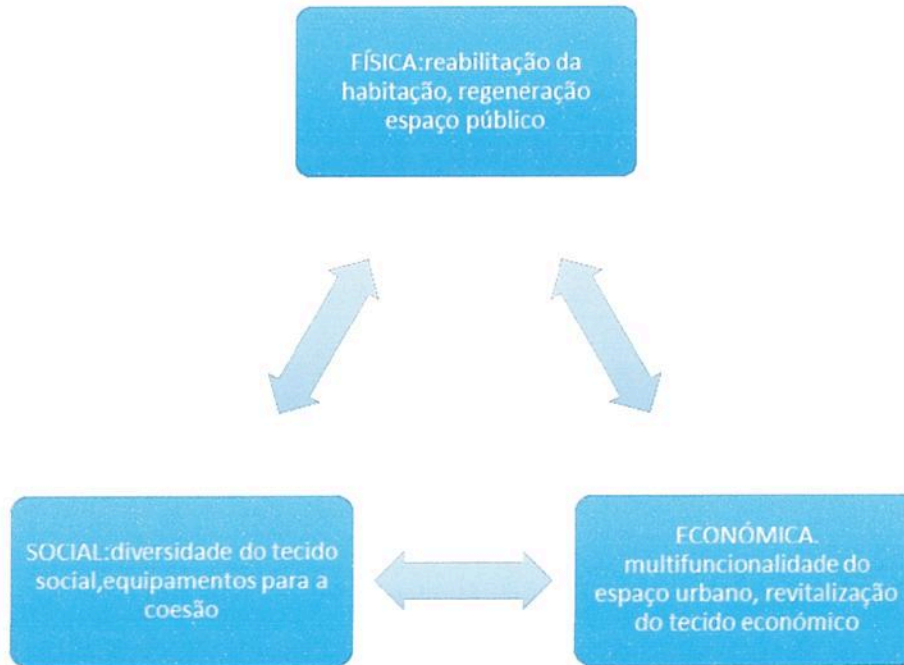 FÍSICA:reabilitação da
habitação, regeneração
espaço público
SOCIAL:diversidade do tecido
social,equipamentos para a
coesão
ECONÓMICA.
multifuncionalidade do
espaço urbano, revitalização
do tecido económico